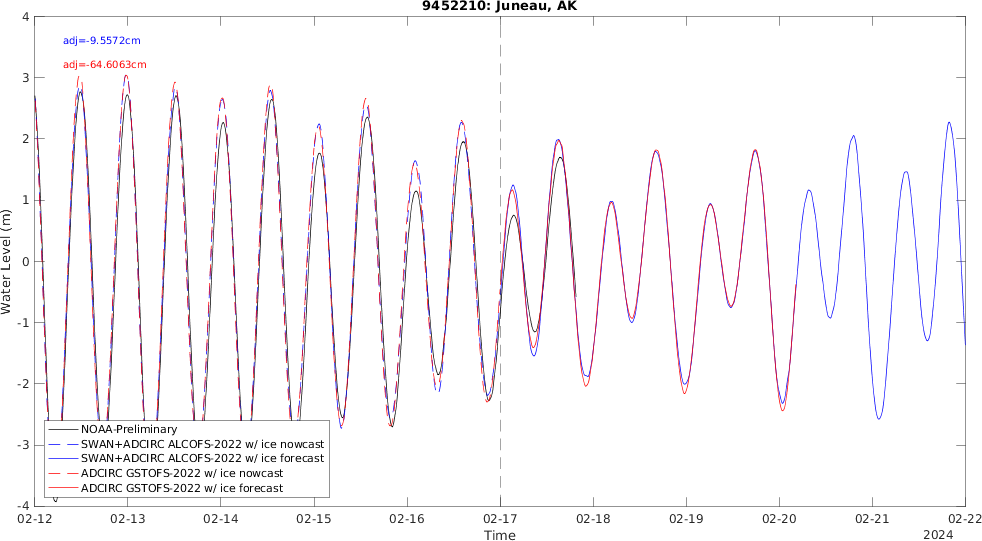 9452210: Juneau, AK
adj=-9.5572cm
adj=-64.6063cm
Water Level (m)
4
3
2
1
0
-1
-2
-3
-4
NOAA-Preliminary
SWAN+ADCIRC ALCOFS-2022 w/ ice nowcast
SWAN+ADCIRC ALCOFS-2022 w/ ice forecast
ADCIRC GSTOFS-2022 w/ ice nowcast
ADCIRC GSTOFS-2022 w/ ice forecast
02-12 02-13 02-14 02-15 02-16 02-17 02-18 02-19 02-20 02-21 02-22
Time
2024